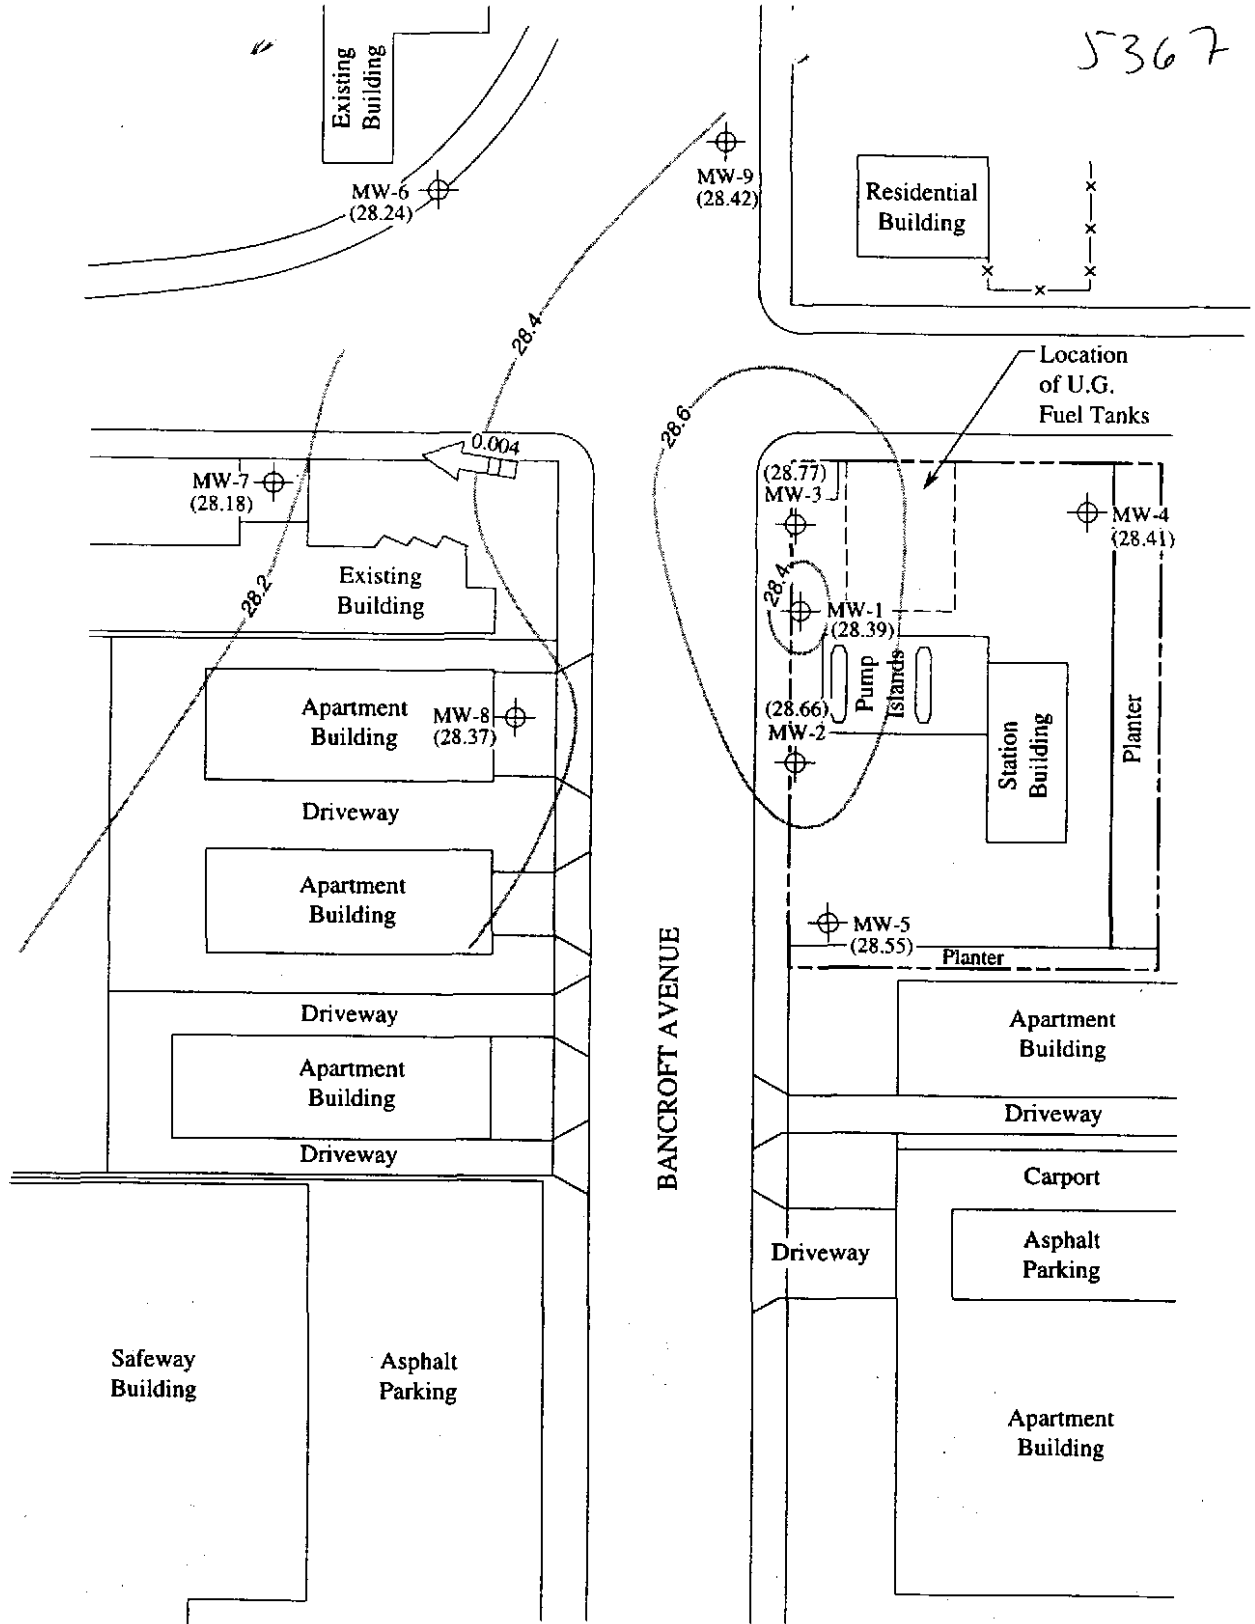 5367
Existing
Building
MW-6
(28.24)
MW-9
(28.42)
Residential
Building
28.4
Location
of U.G.
Fuel Tanks
28.6
0.004
MW-7
(28.18)
(28.77)
MW-3
MW-4
(28.41)
28.2
Existing
Building
28.4
MW-1
(28.39)
Pump
Islands
Apartment
Building
MW-8
(28.37)
(28.66)
MW-2
Station
Building
Planter
Driveway
Apartment
Building
MW-5
(28.55)
Planter
BANCROFT AVENUE
Driveway
Apartment
Building
Apartment
Building
Driveway
Driveway
Carport
Driveway
Asphalt
Parking
Safeway
Building
Asphalt
Parking
Apartment
Building